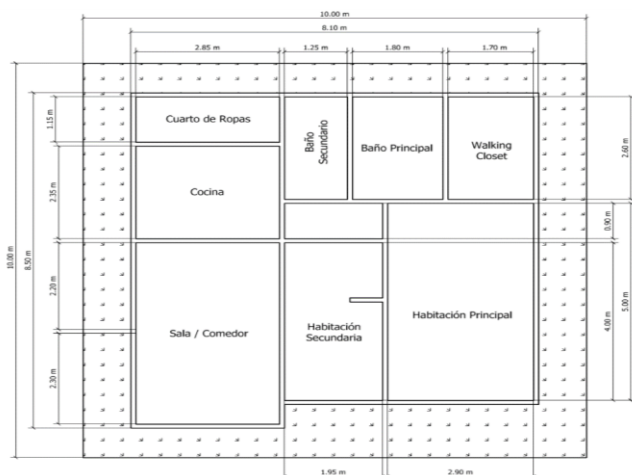 10.00 m
8.10 m
2.85 m
1.25 m
1.80 m
1.70 m
Cuarto de Ropas
Baño
Secundario
Baño Principal
Walking
Closet
1.15 m
2.60 m
Cocina
2.35 m
0.90 m
10.00 m
8.50 m
2.20 m
Sala / Comedor
Habitación
Secundaria
Habitación Principal
4.00 m
5.00 m
2.30 m
1.95 m
2.90 m